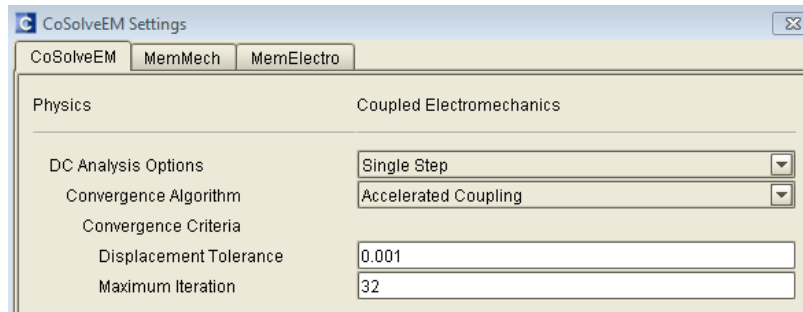 CoSolveEM Settings
CoSolveEM MemMech MemElectro
Physics Coupled Electromechanics
DC Analysis Options Single Step
Convergence Algorithm Accelerated Coupling
Convergence Criteria
Displacement Tolerance 0.001
Maximum Iteration 32